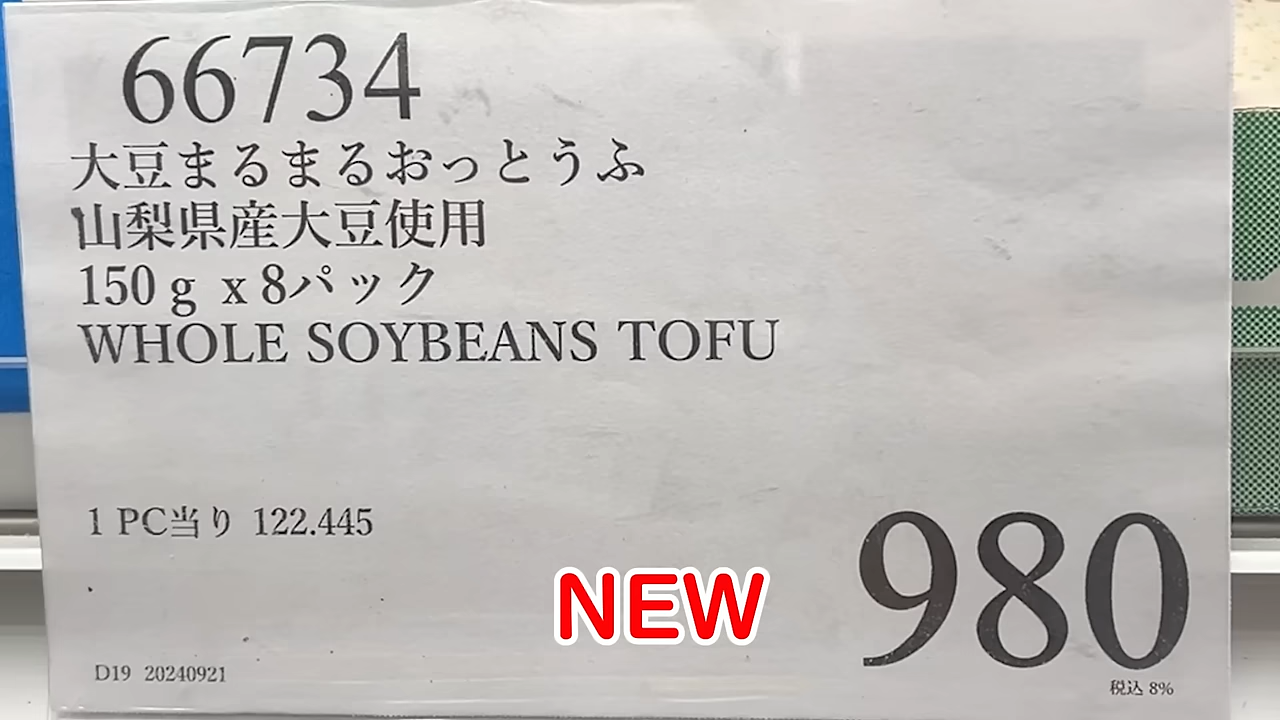 66734
大豆まるまるおっとうふ
山梨県産大豆使用
150ｇ x 8パック
WHOLE SOYBEANS TOFU
1 PC当り 122.445
NEW
980
D19 20240921
税込 8%